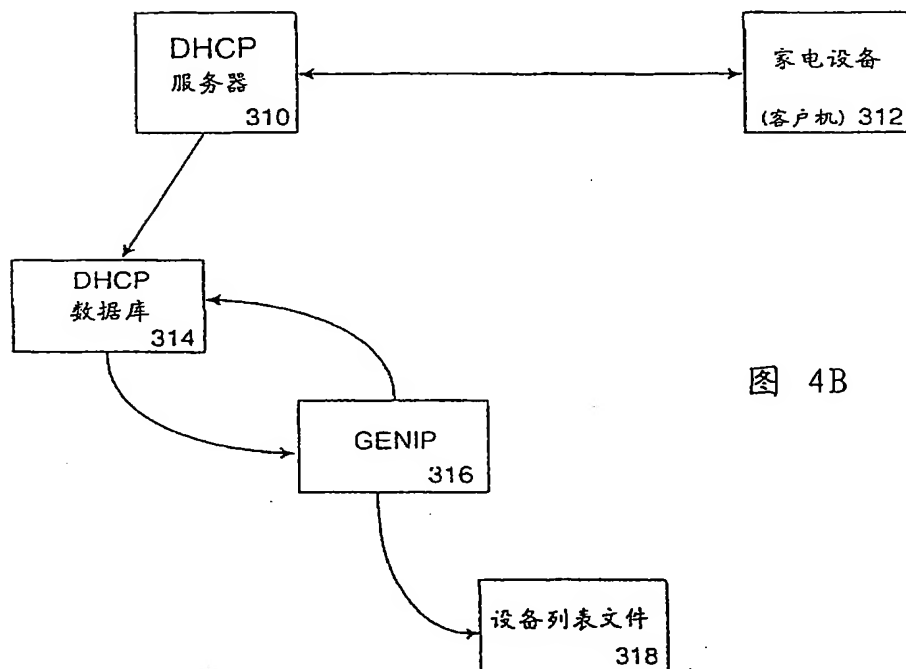 DHCP
服务器
310
家电设备
(客户机) 312
DHCP
数据库
314
图 4B
GENIP
316
设备列表文件
318